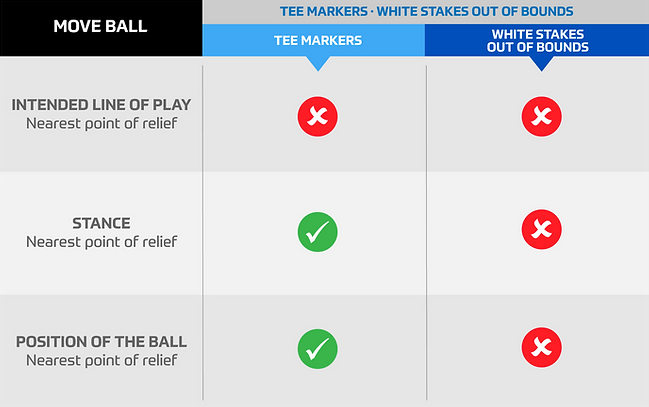 MOVE BALL
TEE MARKERS · WHITE STAKES OUT OF BOUNDS
TEE MARKERS
WHITE STAKES
OUT OF BOUNDS
INTENDED LINE OF PLAY
Nearest point of relief
STANCE
Nearest point of relief
POSITION OF THE BALL
Nearest point of relief